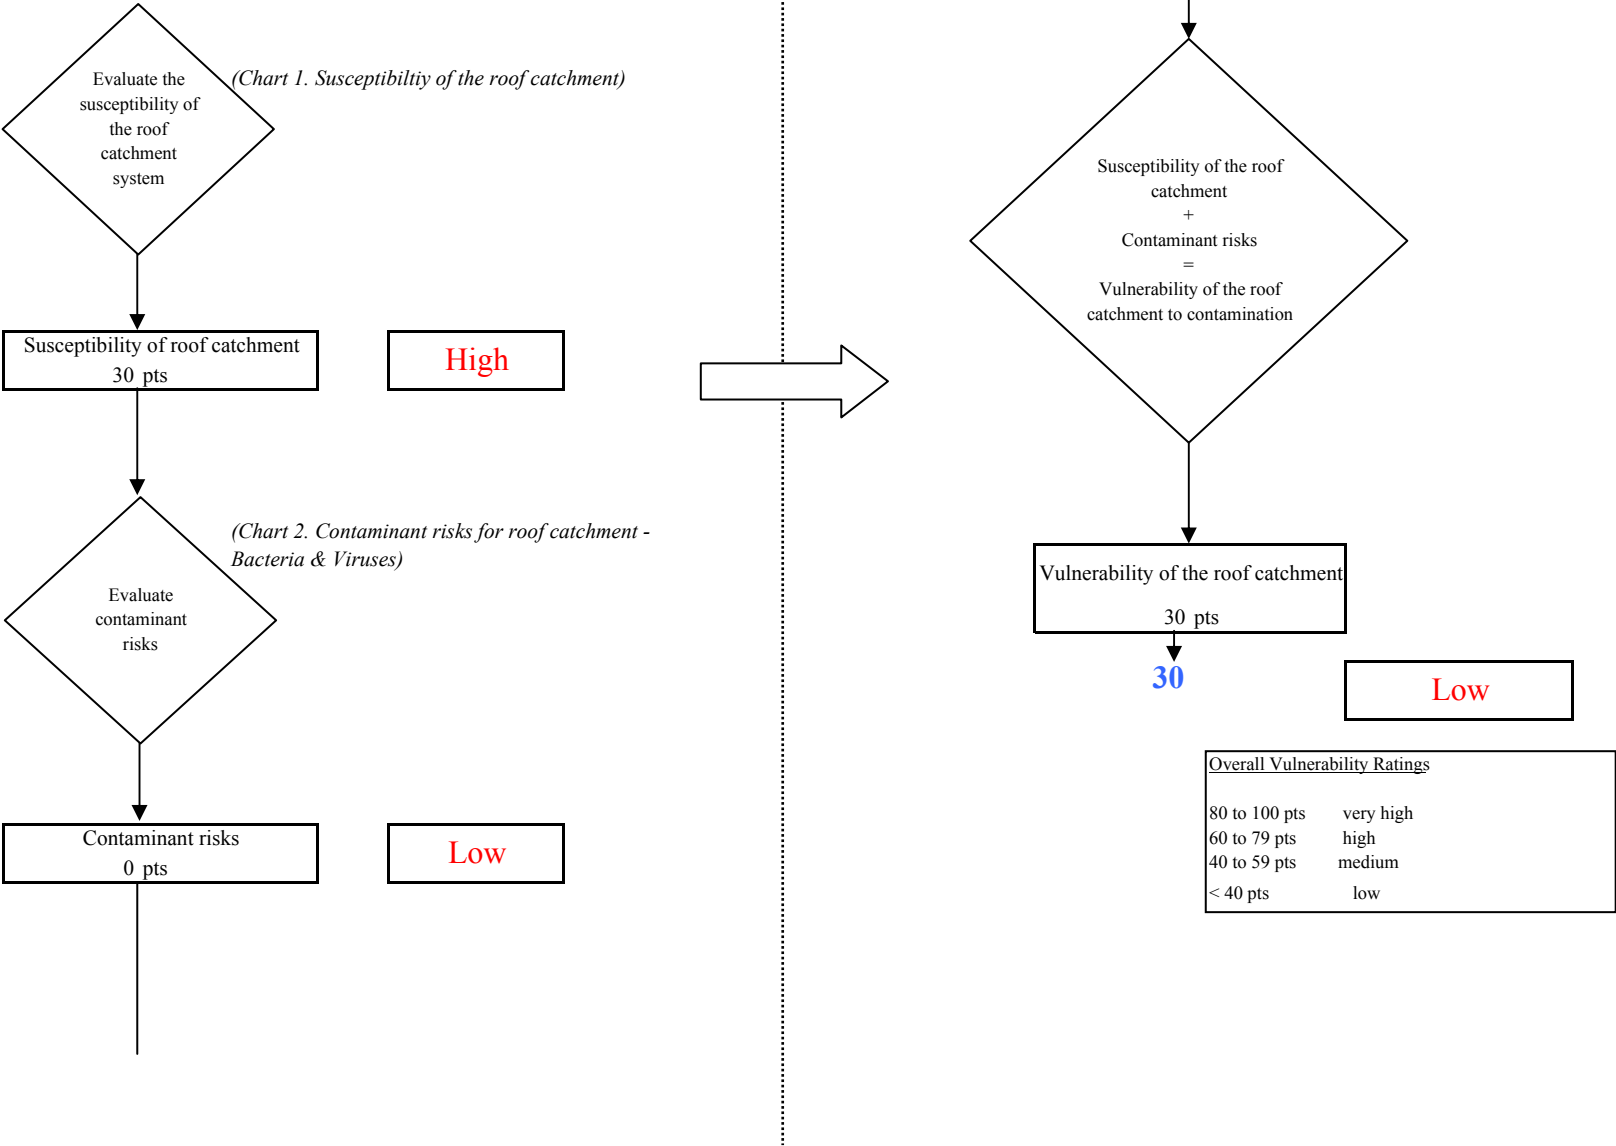 Evaluate the
susceptibility of
the roof
catchment
system
(Chart 1. Susceptibiltiy of the roof catchment)
Susceptibility of roof catchment
30 pts
High
(Chart 2. Contaminant risks for roof catchment -
Bacteria & Viruses)
Evaluate
contaminant
risks
Contaminant risks
0 pts
Low
Susceptibility of the roof
catchment
+
Contaminant risks
=
Vulnerability of the roof
catchment to contamination
Vulnerability of the roof catchment
30 pts
30
Low
Overall Vulnerability Ratings
80 to 100 pts very high
60 to 79 pts high
40 to 59 pts medium
< 40 pts low